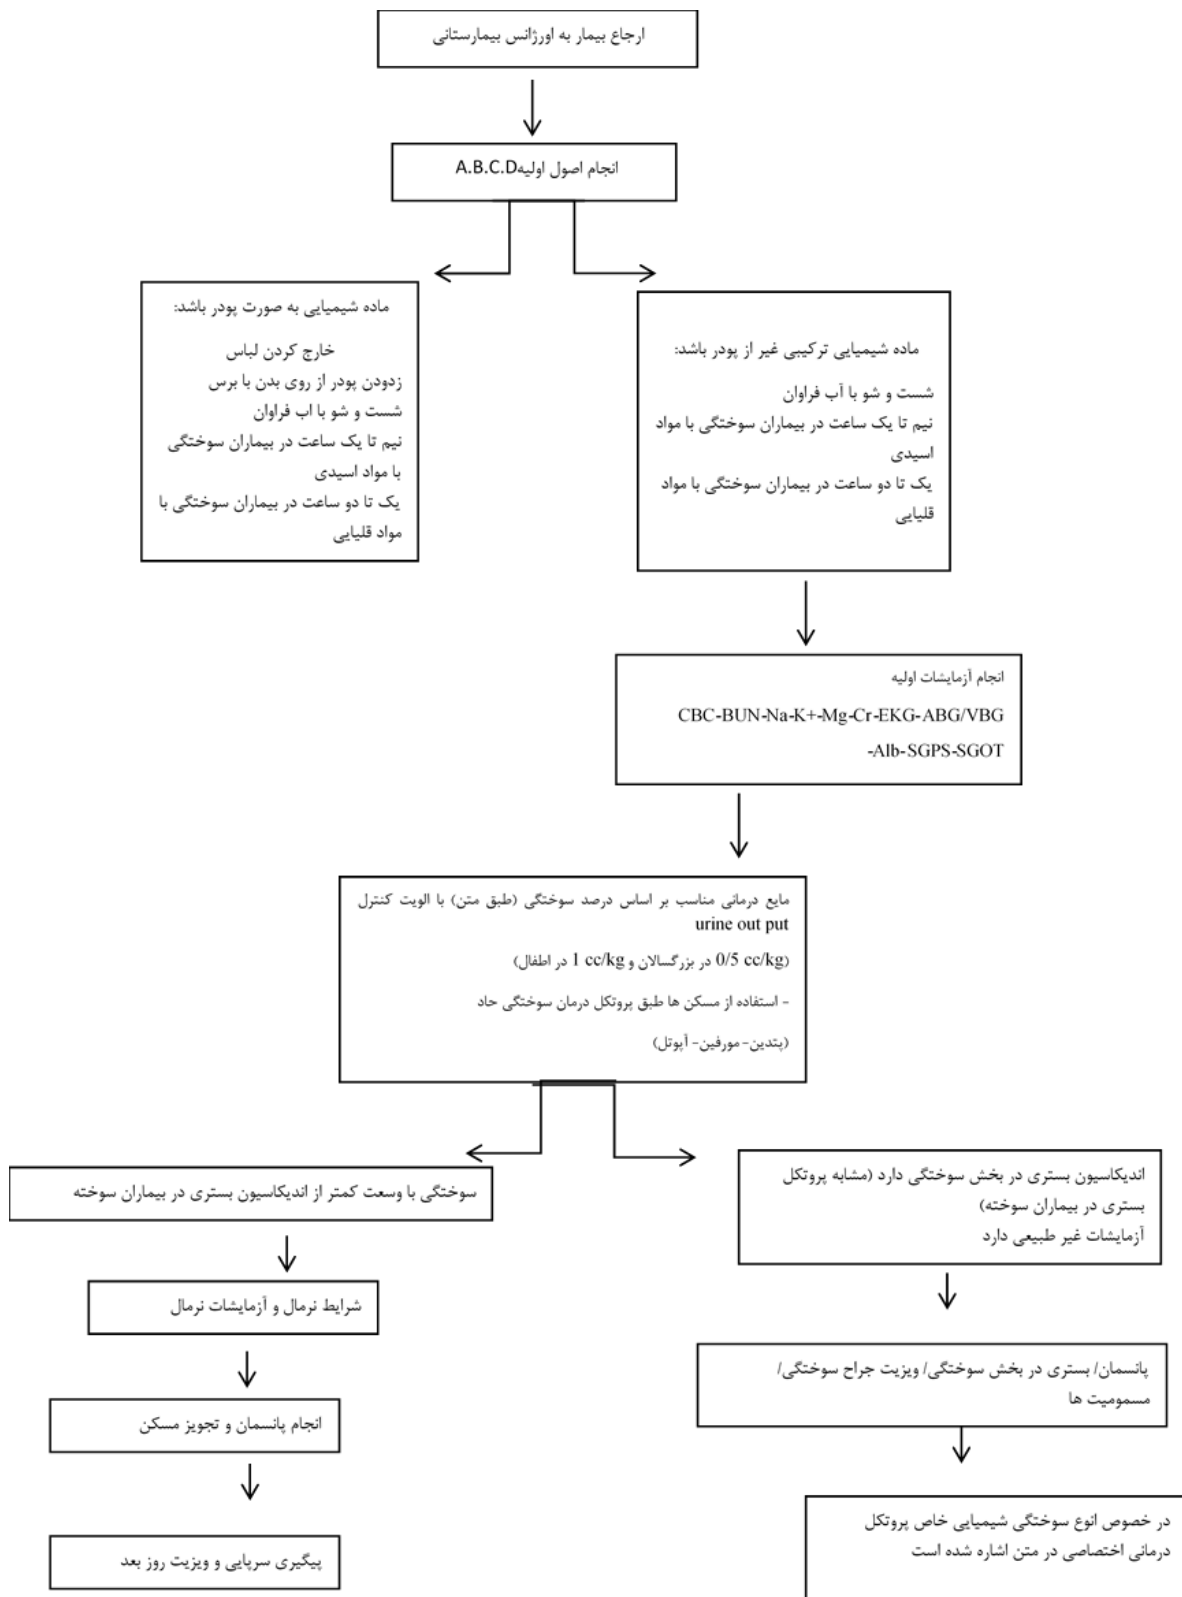 ارجاع بیمار به اورژانس بیمارستانی
انجام اصول اولیهA.B.C.D
ماده شیمیایی به صورت پودر باشد:
خارج کردن لباس
زدودن پودر از روی بدن با برس
شست و شو با اب فراوان
نیم تا یک ساعت در بیماران سوختگی
با مواد اسیدی
یک تا دو ساعت در بیماران سوختگی با
مواد قلیایی
ماده شیمیایی ترکیبی غیر از پودر باشد:
شست و شو با آب فراوان
نیم تا یک ساعت در بیماران سوختگی با مواد
اسیدی
یک تا دو ساعت در بیماران سوختگی با مواد
قلیایی
انجام آزمایشات اولیه
CBC-BUN-Na-K+-Mg-Cr-EKG-ABG/VBG
-Alb-SGPS-SGOT
مایع درمانی مناسب بر اساس درصد سوختگی (طبق متن) با الویت کنترل
urine out put
(0/5 cc/kg در بزرگسالان و 1 cc/kg در اطفال)
- استفاده از مسکن ها طبق پروتکل درمان سوختگی حاد
(پتدین- مورفین- آپوتل)
سوختگی با وسعت کمتر از اندیکاسیون بستری در بیماران سوخته
شرایط نرمال و آزمایشات نرمال
انجام پانسمان و تجویز مسکن
پیگیری سرپایی و ویزیت روز بعد
اندیکاسیون بستری در بخش سوختگی دارد (مشابه پروتکل
بستری در بیماران سوخته)
آزمایشات غیر طبیعی دارد
پانسمان/ بستری در بخش سوختگی/ ویزیت جراح سوختگی/
مسمومیت ها
در خصوص انوع سوختگی شیمیایی خاص پروتکل
درمانی اختصاصی در متن اشاره شده است